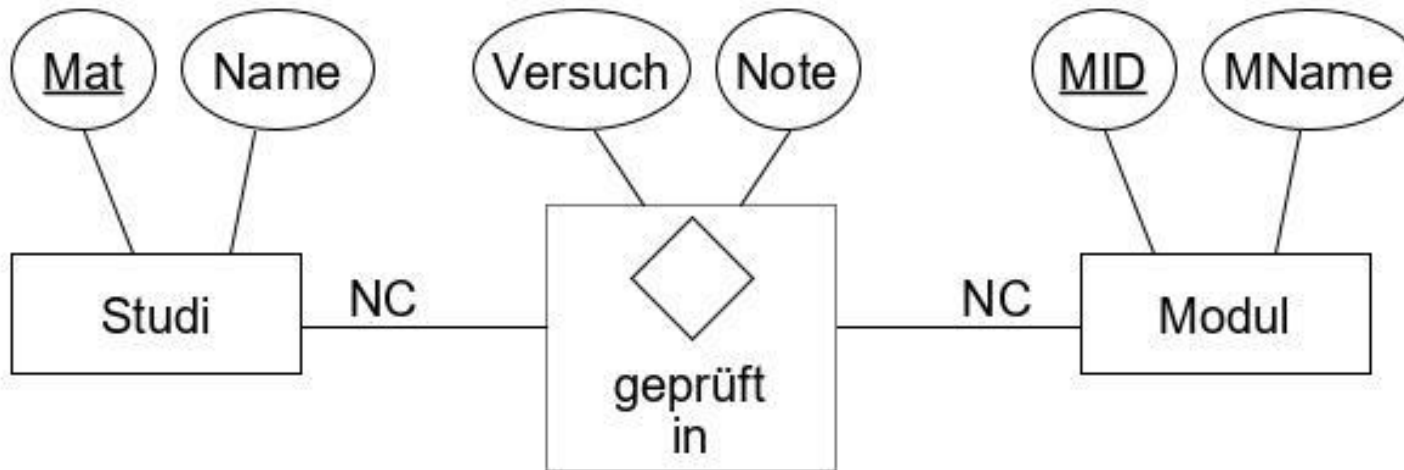 Mat
Name
Versuch
Note
MID
MName
Studi
NC
geprüft
in
NC
Modul